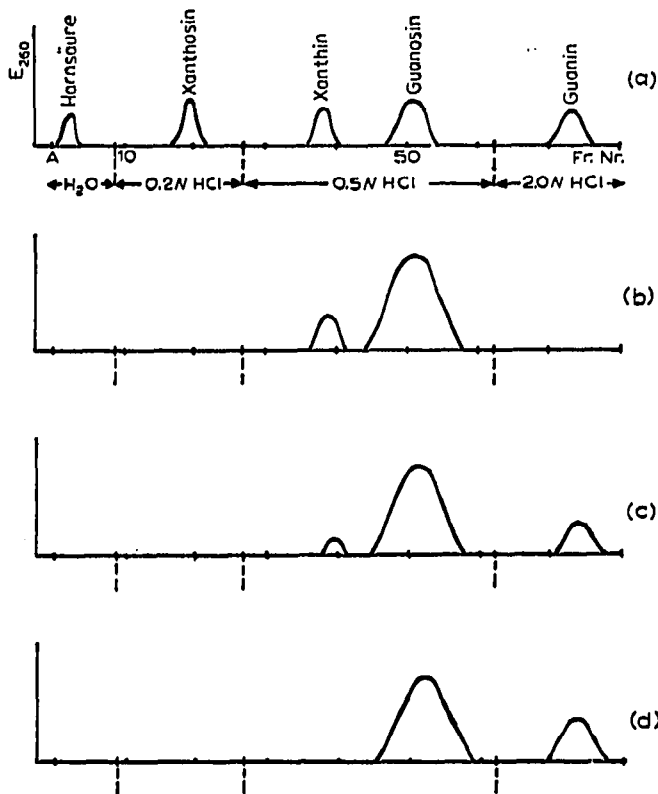 E260
Harnsäure
Xanthosin
Xanthin
Guanosin
Guanin
(a)
A 10 50 Fr. Nr.
H2O 0.2N HCl 0.5N HCl 2.0N HCl
(b)
(c)
(d)